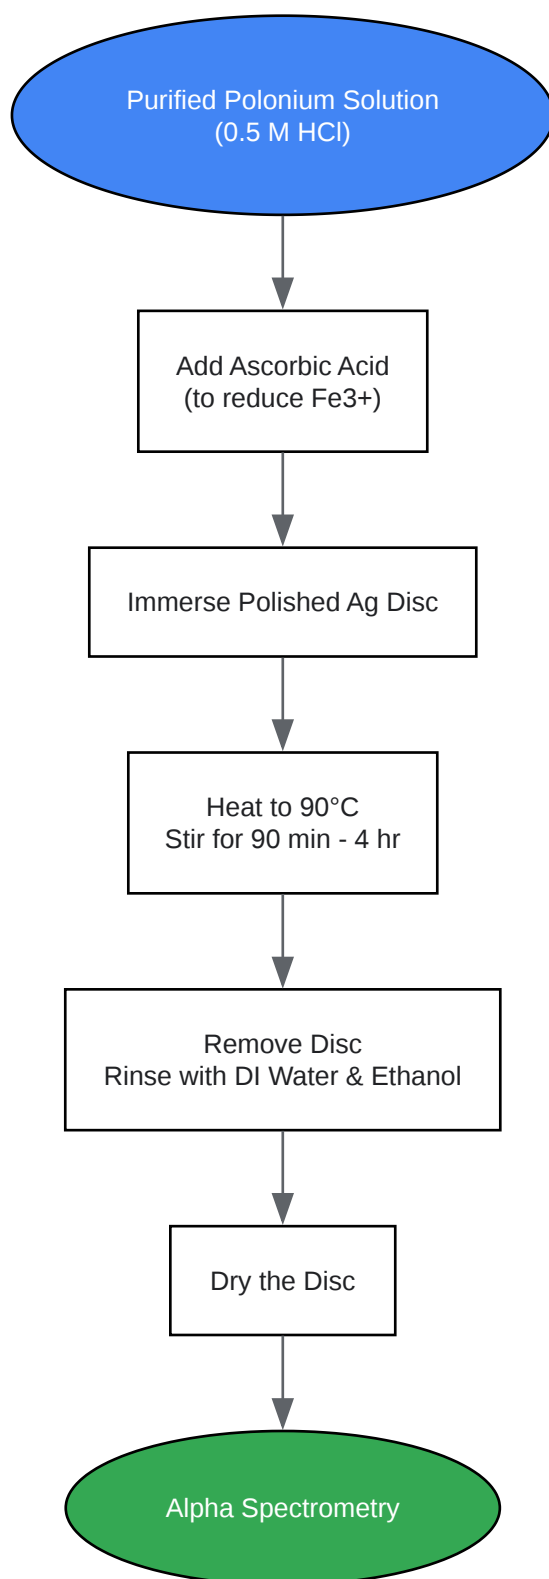 Purified Polonium Solution
(0.5 M HCl)
Add Ascorbic Acid
(to reduce Fe3+)
Immerse Polished Ag Disc
Heat to 90°C
Stir for 90 min - 4 hr
Remove Disc
Rinse with DI Water & Ethanol
Dry the Disc
Alpha Spectrometry